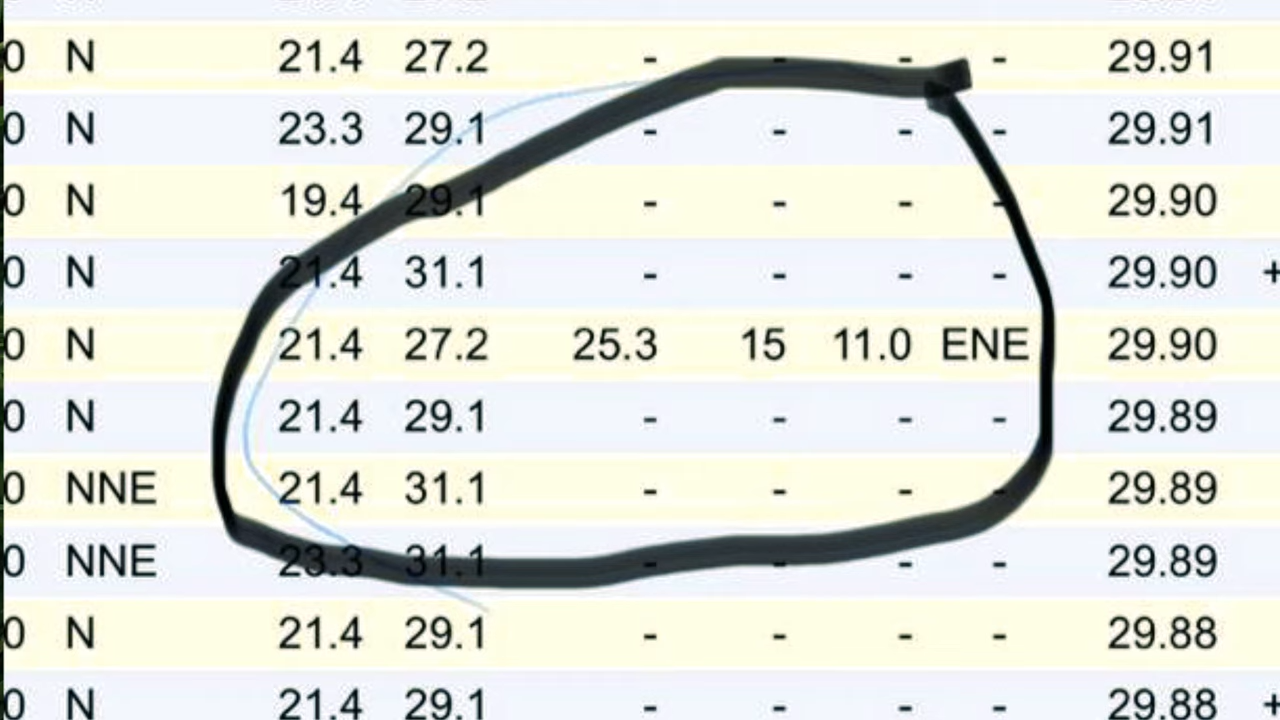 0 N 21.4 27.2 - - - - 29.91
0 N 23.3 29.1 - - - - 29.91
0 N 19.4 29.1 - - - - 29.90
0 N 21.4 31.1 - - - - 29.90 +
0 N 21.4 27.2 25.3 15 11.0 ENE 29.90
0 N 21.4 29.1 - - - - 29.89
0 NNE 21.4 31.1 - - - - 29.89
0 NNE 23.3 31.1 - - - - 29.89
0 N 21.4 29.1 - - - - 29.88
0 N 21.4 29.1 - - - - 29.88 +